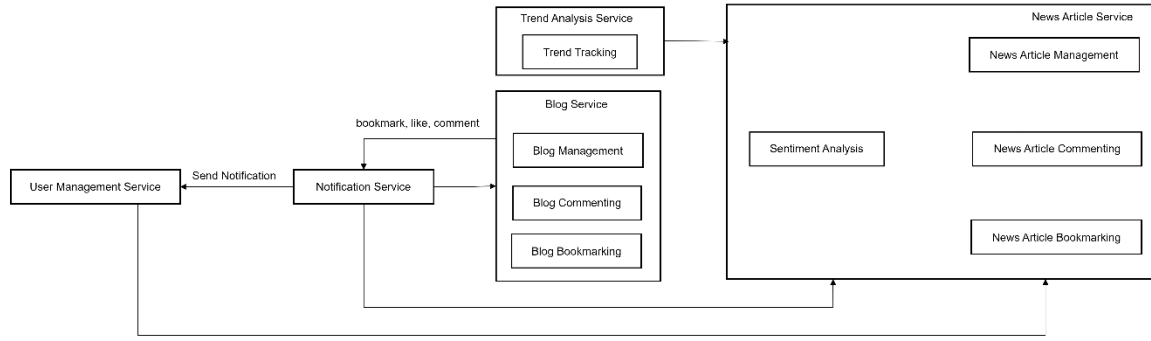 Trend Analysis Service
Trend Tracking
News Article Service
News Article Management
Blog Service
bookmark, like, comment
Blog Management
Sentiment Analysis
News Article Commenting
Send Notification
User Management Service
Notification Service
Blog Commenting
Blog Bookmarking
News Article Bookmarking